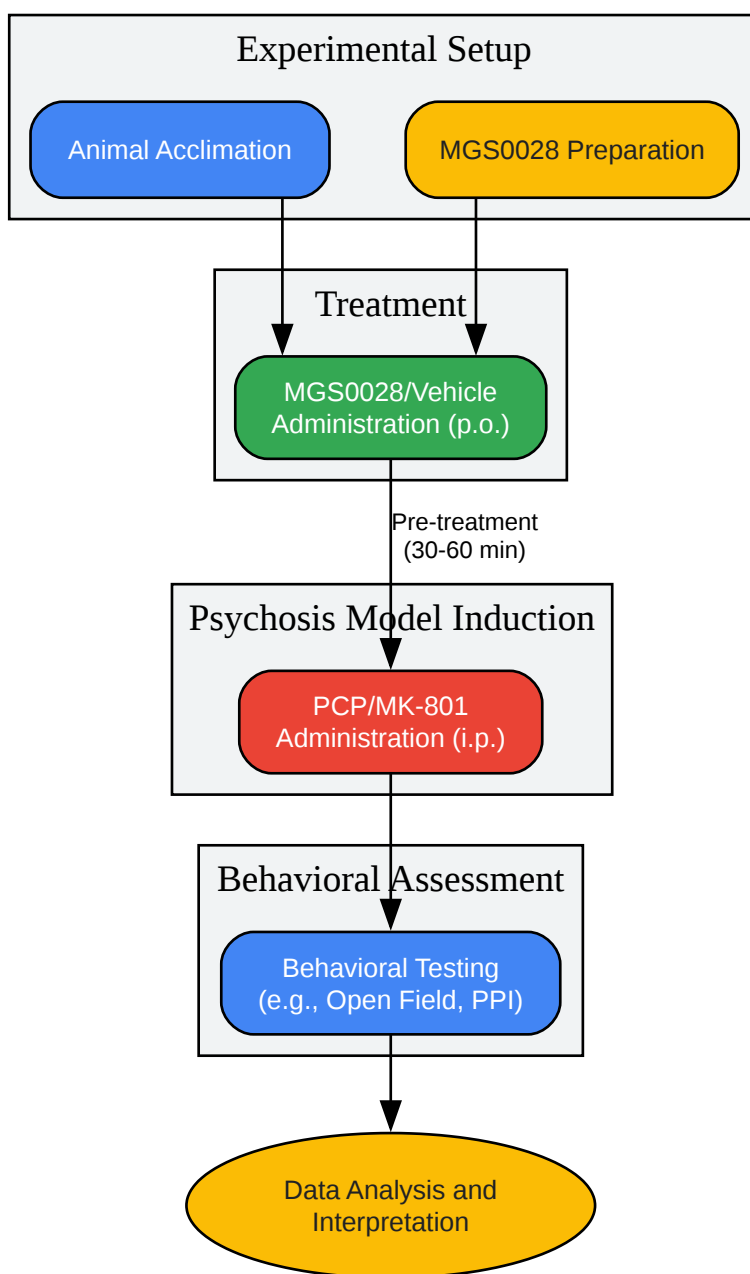 Experimental Setup
Animal Acclimation
MGS0028 Preparation
Treatment
MGS0028/Vehicle
Administration (p.o.)
Pre-treatment
(30-60 min)
Psychosis Model Induction
PCP/MK-801
Administration (i.p.)
Behavioral Assessment
Behavioral Testing
(e.g., Open Field, PPI)
Data Analysis and
Interpretation